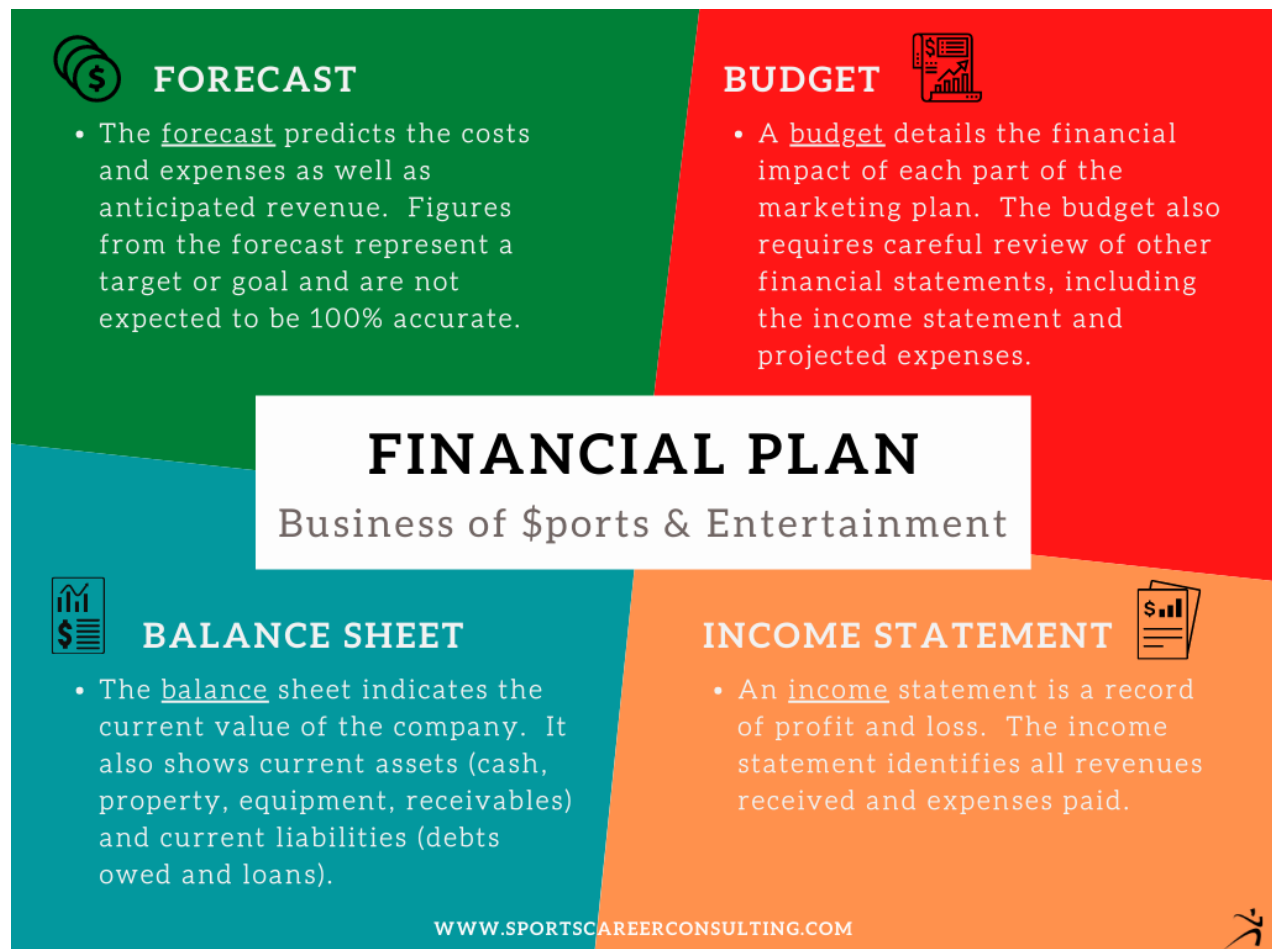 FORECAST
• The forecast predicts the costs
and expenses as well as
anticipated revenue.  Figures
from the forecast represent a
target or goal and are not
expected to be 100% accurate.
$
BUDGET
$
• A budget details the financial
impact of each part of the
marketing plan.  The budget also
requires careful review of other
financial statements, including
the income statement and
projected expenses.
FINANCIAL PLAN
Business of $ports & Entertainment
$
BALANCE SHEET
• The balance sheet indicates the
current value of the company.  It
also shows current assets (cash,
property, equipment, receivables)
and current liabilities (debts
owed and loans).
INCOME STATEMENT
$
• An income statement is a record
of profit and loss.  The income
statement identifies all revenues
received and expenses paid.
WWW.SPORTSCAREERCONSULTING.COM